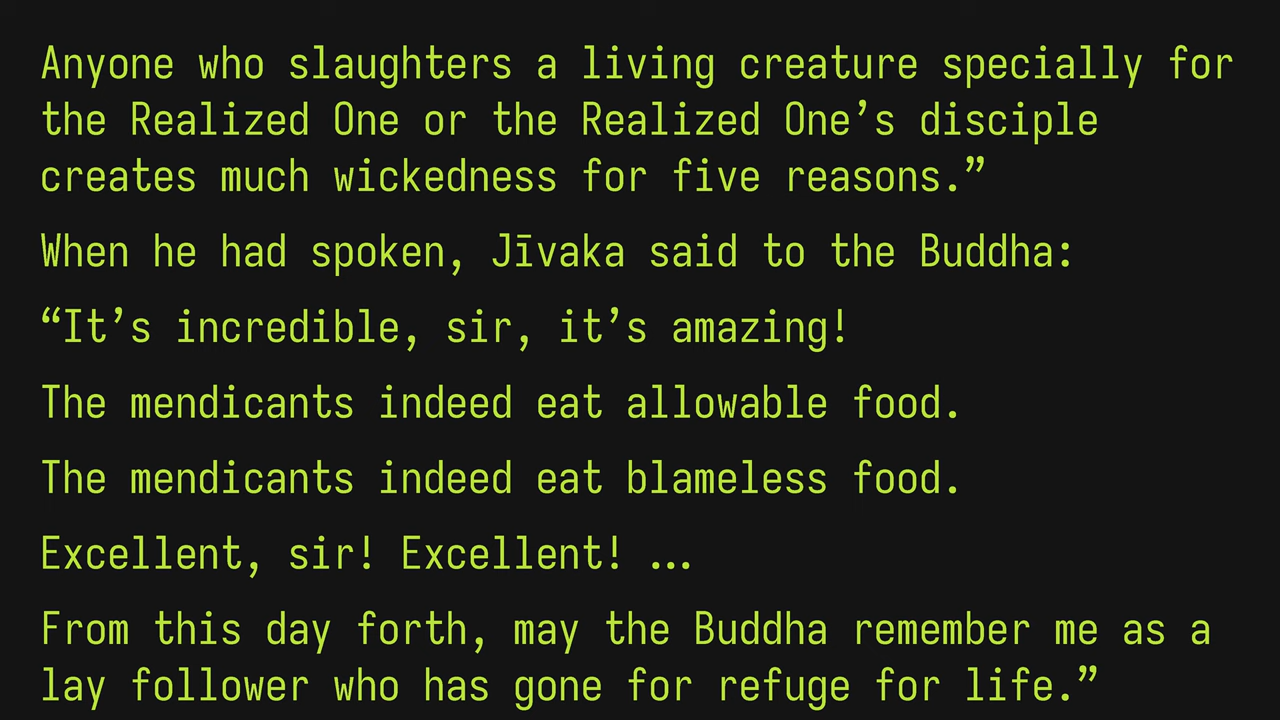 Anyone who slaughters a living creature specially for
the Realized One or the Realized One’s disciple
creates much wickedness for five reasons.”
When he had spoken, Jīvaka said to the Buddha:
“It’s incredible, sir, it’s amazing!
The mendicants indeed eat allowable food.
The mendicants indeed eat blameless food.
Excellent, sir! Excellent! …
From this day forth, may the Buddha remember me as a
lay follower who has gone for refuge for life.”